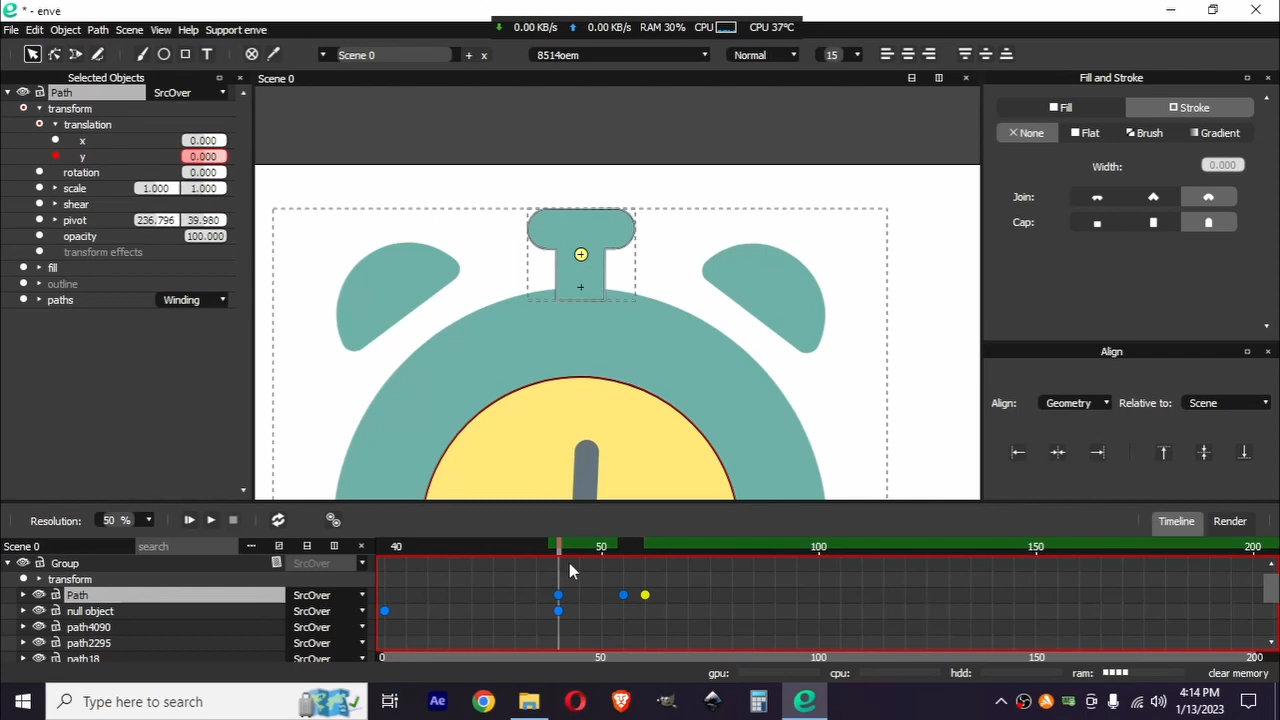 * - enve
0.00 KB/s 0.00 KB/s RAM 30% CPU CPU 37°C
File Edit Object Path Scene View Help Support enve
T Scene 0 + x 8514oem Normal 15
Selected Objects
Scene 0
Fill and Stroke
Path SrcOver
transform
translation
x 0.000
y 0.000
rotation 0.000
scale 1.000 1.000
shear
pivot 236.796 39.980
opacity 100.000
transform effects
fill
outline
paths Winding
Fill Stroke
None Flat Brush Gradient
Width: 0.000
Join:
Cap:
Align
Align: Geometry Relative to: Scene
Resolution: 50 %
Timeline Render
Scene 0 search
40 50 100 150 200
Group SrcOver
transform
Path SrcOver
null object SrcOver
path4090 SrcOver
path2295 SrcOver
path18 SrcOver
0 50 100 150 200
gpu: cpu: hdd: ram: clear memory
Type here to search
Ae
4:14 PM
1/13/2023